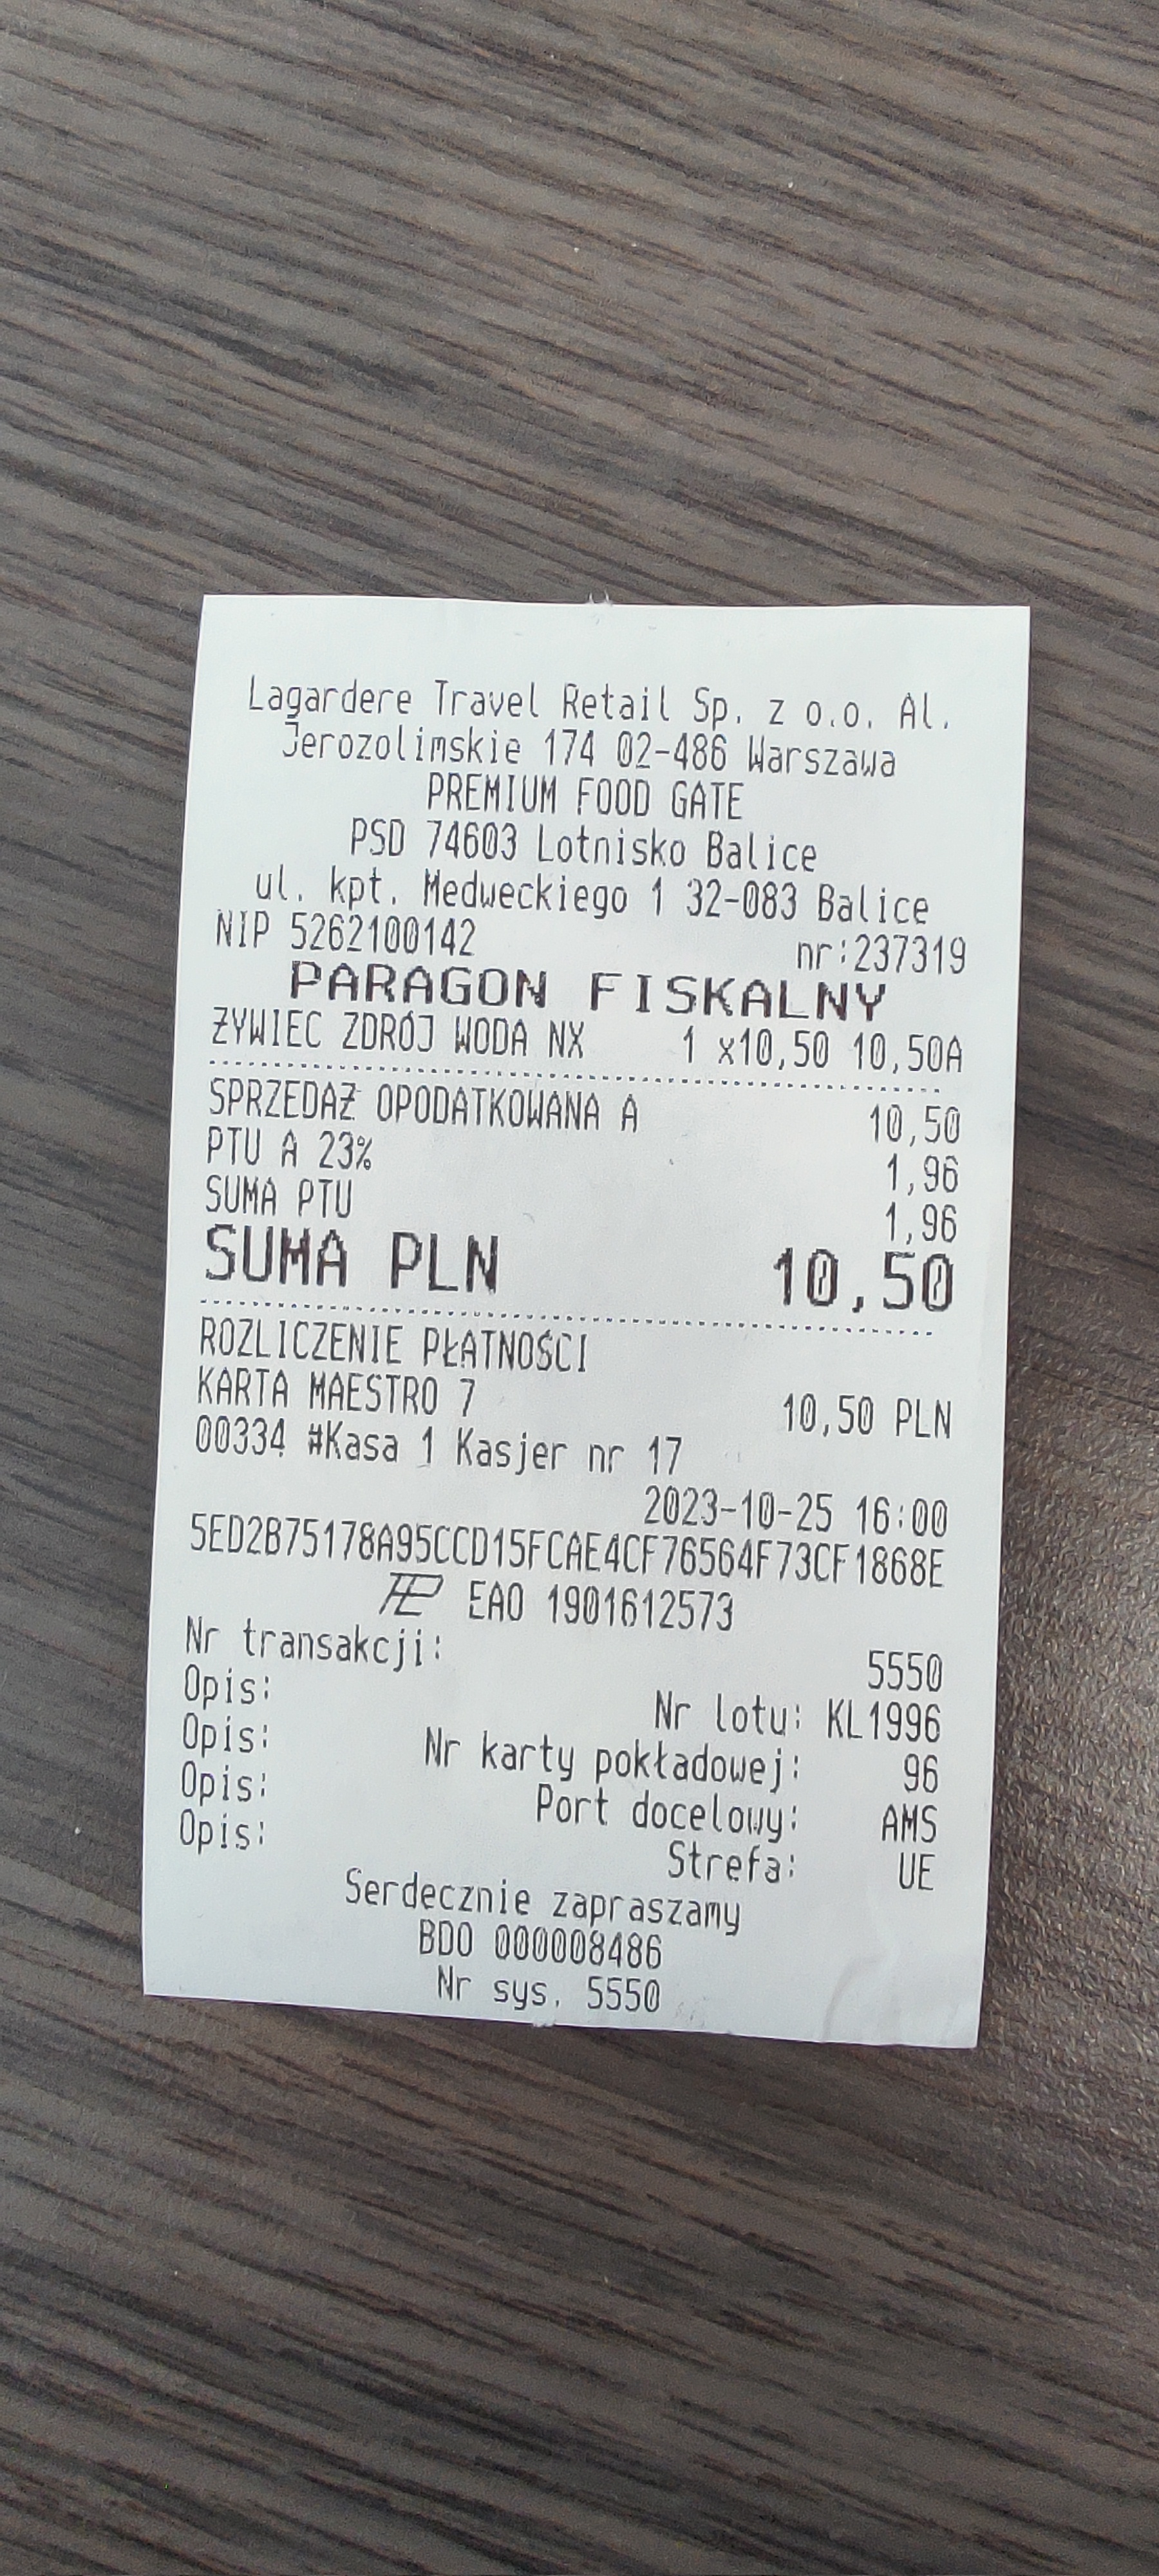 Lagardere Travel Retail Sp. z o.o. Al.
Jerozolimskie 174 02-486 Warszawa
PREMIUM FOOD GATE
PSD 74603 Lotnisko Balice
ul. kpt. Medweckiego 1 32-083 Balice
NIP 5262100142 nr:237319
PARAGON FISKALNY
ŻYWIEC ZDRÓJ WODA NX 1 x10,50 10,50A
SPRZEDAŻ OPODATKOWANA A 10,50
PTU A 23% 1,96
SUMA PTU 1,96
SUMA PLN 10,50
ROZLICZENIE PŁATNOŚCI
KARTA MAESTRO 7 10,50 PLN
00334 #Kasa 1 Kasjer nr 17
2023-10-25 16:00
5ED2B75178A95CCD15FCAE4CF76564F73CF1868E
EAO 1901612573
Nr transakcji: 5550
Opis: Nr lotu: KL1996
Opis: Nr karty pokładowej: 96
Opis: Port docelowy: AMS
Opis: Strefa: UE
Serdecznie zapraszamy
BDO 000008486
Nr sys. 5550